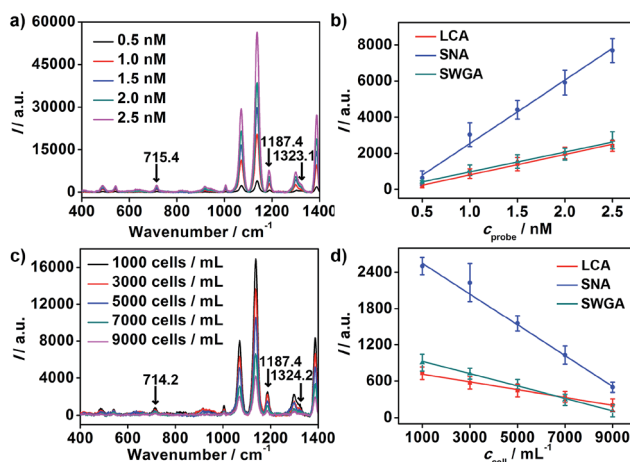 a)
60000
45000
30000
15000
0
I / a.u.
0.5 nM
1.0 nM
1.5 nM
2.0 nM
2.5 nM
715.4
1187.4
1323.1
400 600 800 1000 1200 1400
Wavenumber / cm-1
b)
8000
6000
4000
2000
0
I / a.u.
LCA
SNA
SWGA
0.5 1.0 1.5 2.0 2.5
cprobe / nM
c)
16000
12000
8000
4000
0
I / a.u.
1000 cells / mL
3000 cells / mL
5000 cells / mL
7000 cells / mL
9000 cells / mL
714.2
1187.4
1324.2
400 600 800 1000 1200 1400
Wavenumber / cm-1
d)
2400
1800
1200
600
0
I / a.u.
LCA
SNA
SWGA
1000 3000 5000 7000 9000
ccell / mL-1